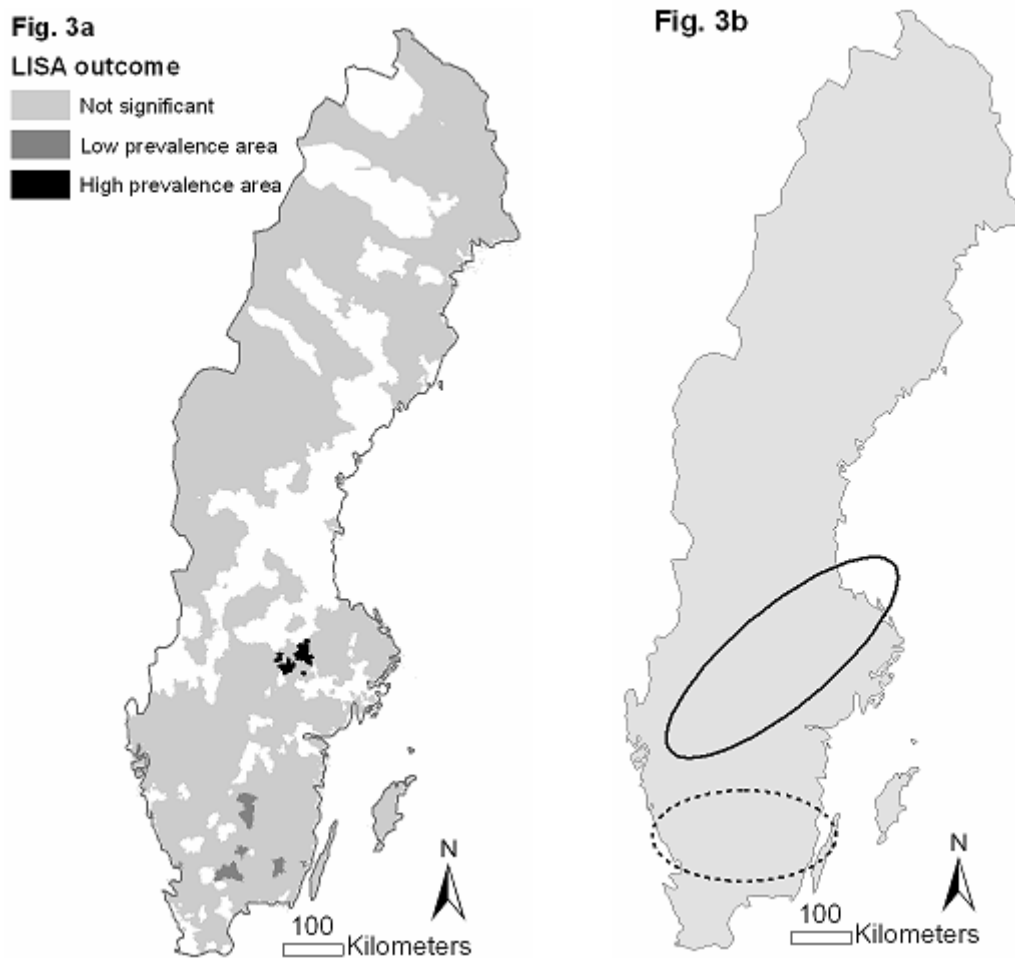 Fig. 3a
LISA outcome
Not significant
Low prevalence area
High prevalence area
N
100
Kilometers
Fig. 3b
N
100
Kilometers